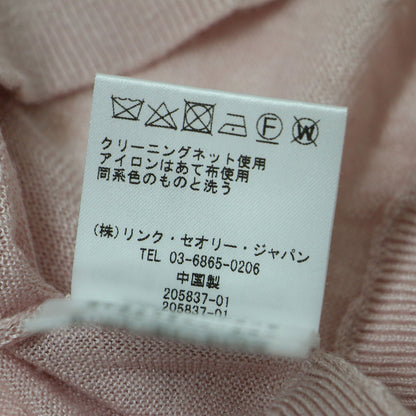 F W
クリーニングネット使用
アイロンはあて布使用
同系色のものと洗う
(株)リンク・セオリー・ジャパン
TEL 03-6865-0206
中国製
205837-01
205837-01